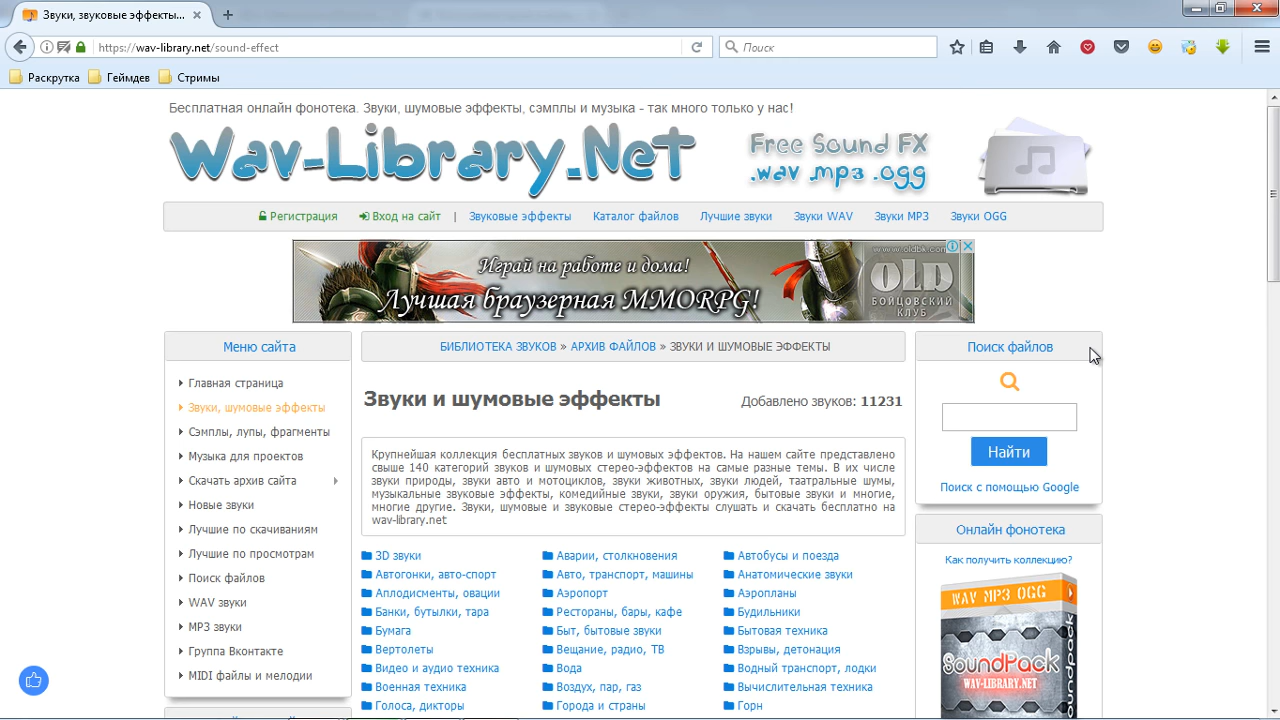 Звуки, звуковые эффекты...
https://wav-library.net/sound-effect
Поиск
Раскрутка Геймдев Стримы
Бесплатная онлайн фонотека. Звуки, шумовые эффекты, сэмплы и музыка - так много только у нас!
Wav-Library.Net
Free Sound FX
.wav .mp3 .ogg
Регистрация Вход на сайт | Звуковые эффекты Каталог файлов Лучшие звуки Звуки WAV Звуки MP3 Звуки OGG
Играй на работе и дома!
Лучшая браузерная MMORPG!
www.oldbk.com
OLD
БОЙЦОВСКИЙ
КЛУБ
Меню сайта
Главная страница
Звуки, шумовые эффекты
Сэмплы, лупы, фрагменты
Музыка для проектов
Скачать архив сайта
Новые звуки
Лучшие по скачиваниям
Лучшие по просмотрам
Поиск файлов
WAV звуки
MP3 звуки
Группа Вконтакте
MIDI файлы и мелодии
БИБЛИОТЕКА ЗВУКОВ » АРХИВ ФАЙЛОВ » ЗВУКИ И ШУМОВЫЕ ЭФФЕКТЫ
Звуки и шумовые эффекты
Добавлено звуков: 11231
Крупнейшая коллекция бесплатных звуков и шумовых эффектов. На нашем сайте представлено
свыше 140 категорий звуков и шумовых стерео-эффектов на самые разные темы. В их числе
звуки природы, звуки авто и мотоциклов, звуки животных, звуки людей, таатральные шумы,
музыкальные звуковые эффекты, комедийные звуки, звуки оружия, бытовые звуки и многие,
многие другие. Звуки, шумовые и звуковые стерео-эффекты слушать и скачать бесплатно на
wav-library.net
3D звуки Аварии, столкновения Автобусы и поезда
Автогонки, авто-спорт Авто, транспорт, машины Анатомические звуки
Аплодисменты, овации Аэропорт Аэропланы
Банки, бутылки, тара Рестораны, бары, кафе Будильники
Бумага Быт, бытовые звуки Бытовая техника
Вертолеты Вещание, радио, ТВ Взрывы, детонация
Видео и аудио техника Вода Водный транспорт, лодки
Военная техника Воздух, пар, газ Вычислительная техника
Голоса, дикторы Города и страны Горн
Поиск файлов
Найти
Поиск с помощью Google
Онлайн фонотека
Как получить коллекцию?
WAV MP3 OGG
SoundPack
WAV-LIBRARY.NET